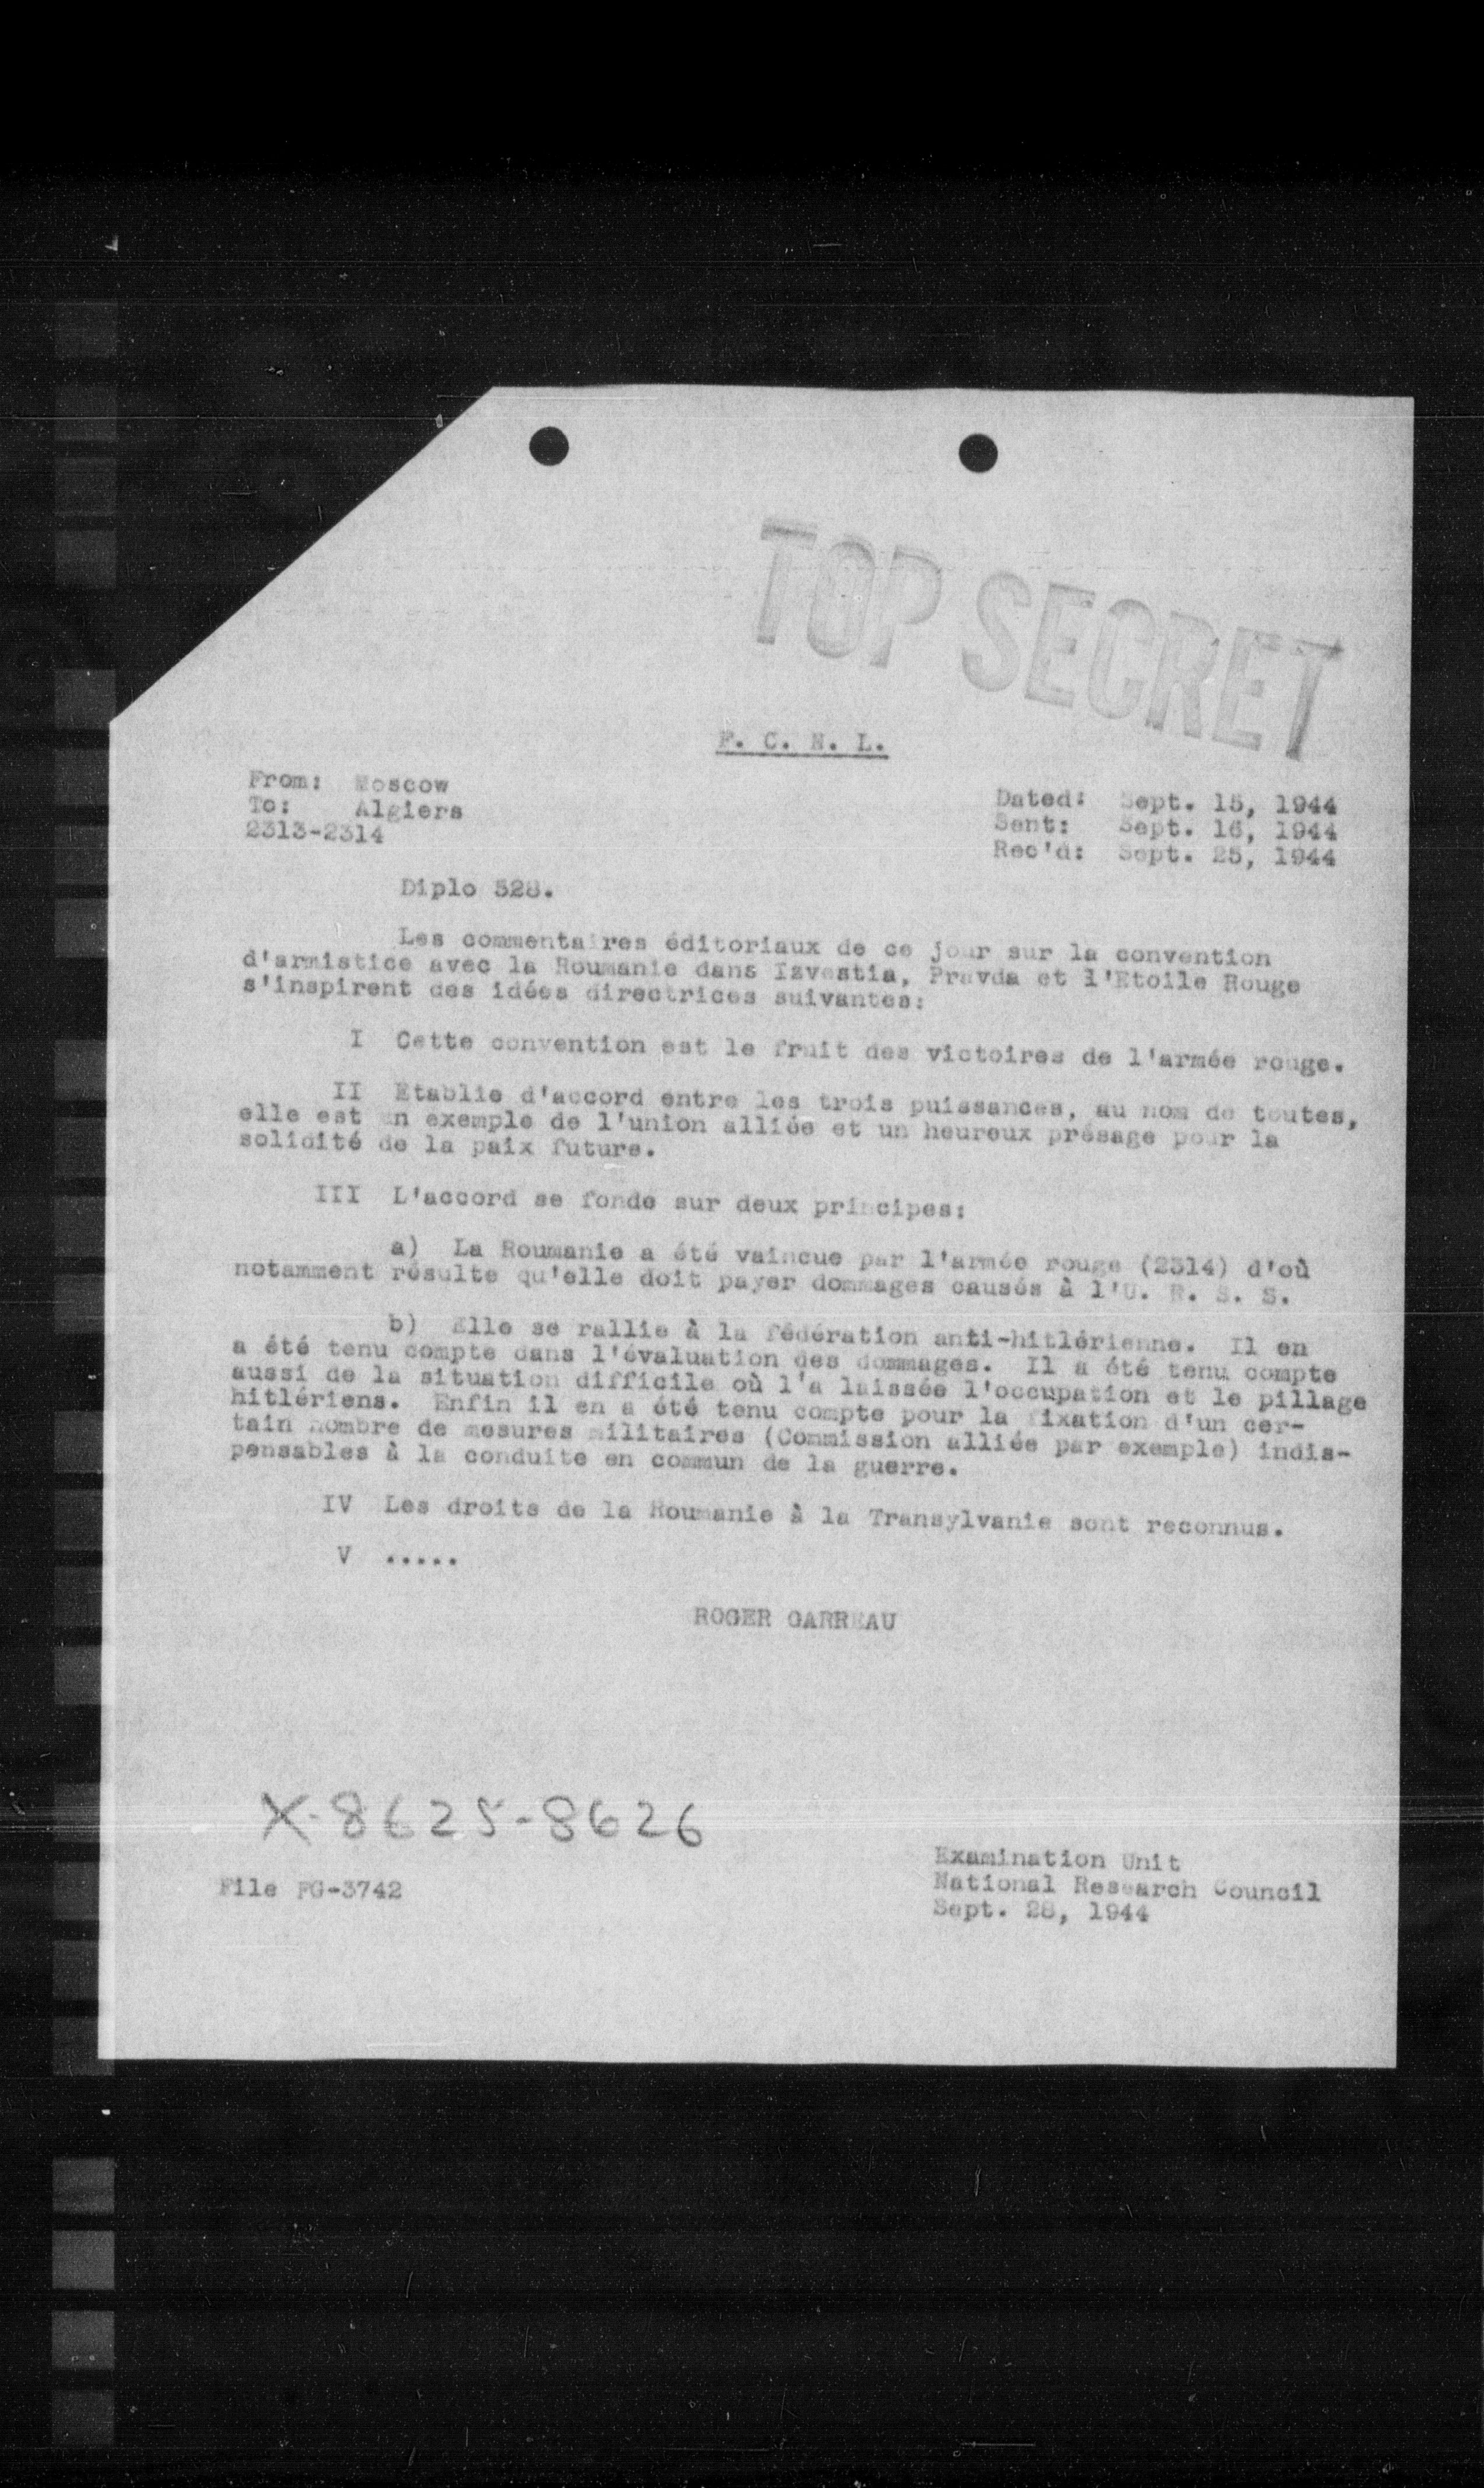 TOP SECRET
F. C. N. L.
From: Moscow
To: Algiers
2313-2314
Dated: Sept. 15, 1944
Sent: Sept. 16, 1944
Rec'd: Sept. 25, 1944
Diplo 528.
Les commentaires éditoriaux de ce jour sur la convention
d'armistice avec la Roumanie dans Izvestia, Pravda et l'Etoile Rouge
s'inspirent des idées directrices suivantes:
I Cette convention est le fruit des victoires de l'armée rouge.
II Etablie d'accord entre les trois puissances, au nom de toutes,
elle est un exemple de l'union alliée et un heureux présage pour la
solidité de la paix future.
III L'accord se fonde sur deux principes:
a) La Roumanie a été vaincue par l'armée rouge (2314) d'où
notamment résulte qu'elle doit payer dommages causés à l'U. R. S. S.
b) Elle se rallie à la fédération anti-hitlérienne. Il en
a été tenu compte dans l'évaluation des dommages. Il a été tenu compte
aussi de la situation difficile où l'a laissée l'occupation et le pillage
hitlériens. Enfin il en a été tenu compte pour la fixation d'un cer-
tain nombre de mesures militaires (Commission alliée par exemple) indis-
pensables à la conduite en commun de la guerre.
IV Les droits de la Roumanie à la Transylvanie sont reconnus.
V .....
ROGER GARREAU
X-8625-8626
File FG-3742
Examination Unit
National Research Council
Sept. 28, 1944